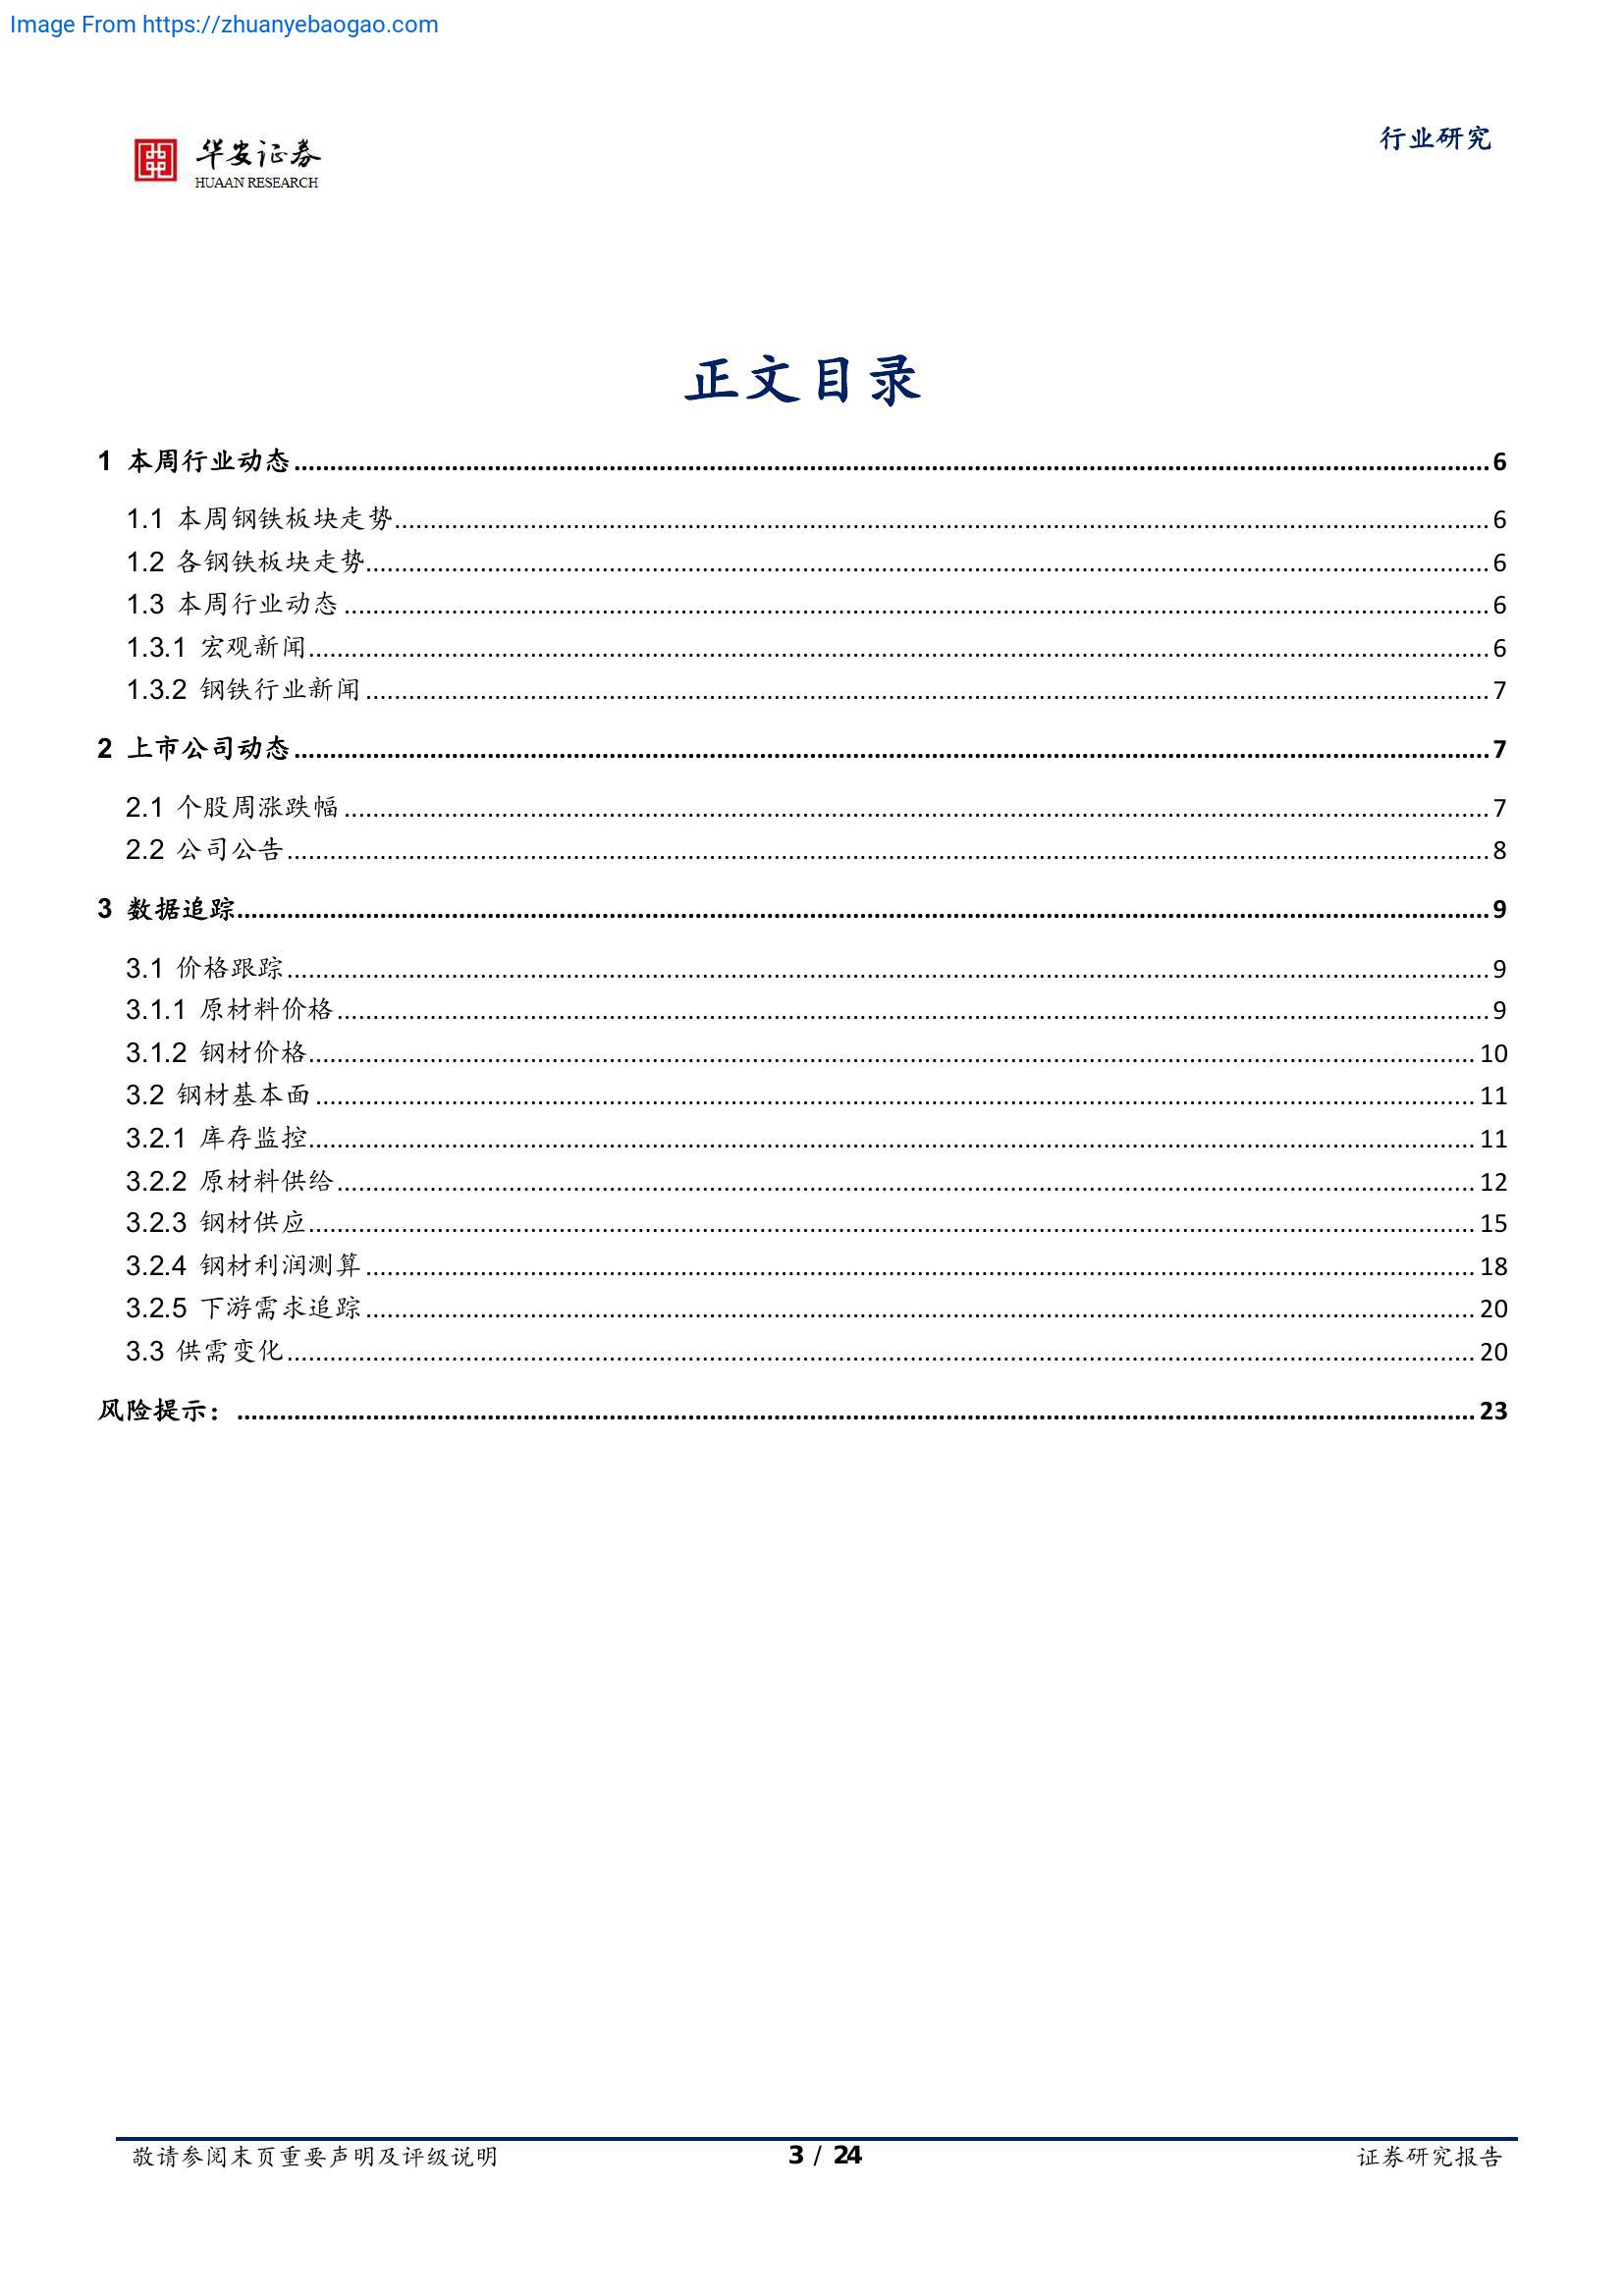 Image From https://zhuanyebaogao.com
华安证券
HUAAN RESEARCH
行业研究
正文目录
1 本周行业动态 6
1.1 本周钢铁板块走势 6
1.2 各钢铁板块走势 6
1.3 本周行业动态 6
1.3.1 宏观新闻 6
1.3.2 钢铁行业新闻 7
2 上市公司动态 7
2.1 个股周涨跌幅 7
2.2 公司公告 8
3 数据追踪 9
3.1 价格跟踪 9
3.1.1 原材料价格 9
3.1.2 钢材价格 10
3.2 钢材基本面 11
3.2.1 库存监控 11
3.2.2 原材料供给 12
3.2.3 钢材供应 15
3.2.4 钢材利润测算 18
3.2.5 下游需求追踪 20
3.3 供需变化 20
风险提示： 23
敬请参阅末页重要声明及评级说明
3 / 24
证券研究报告